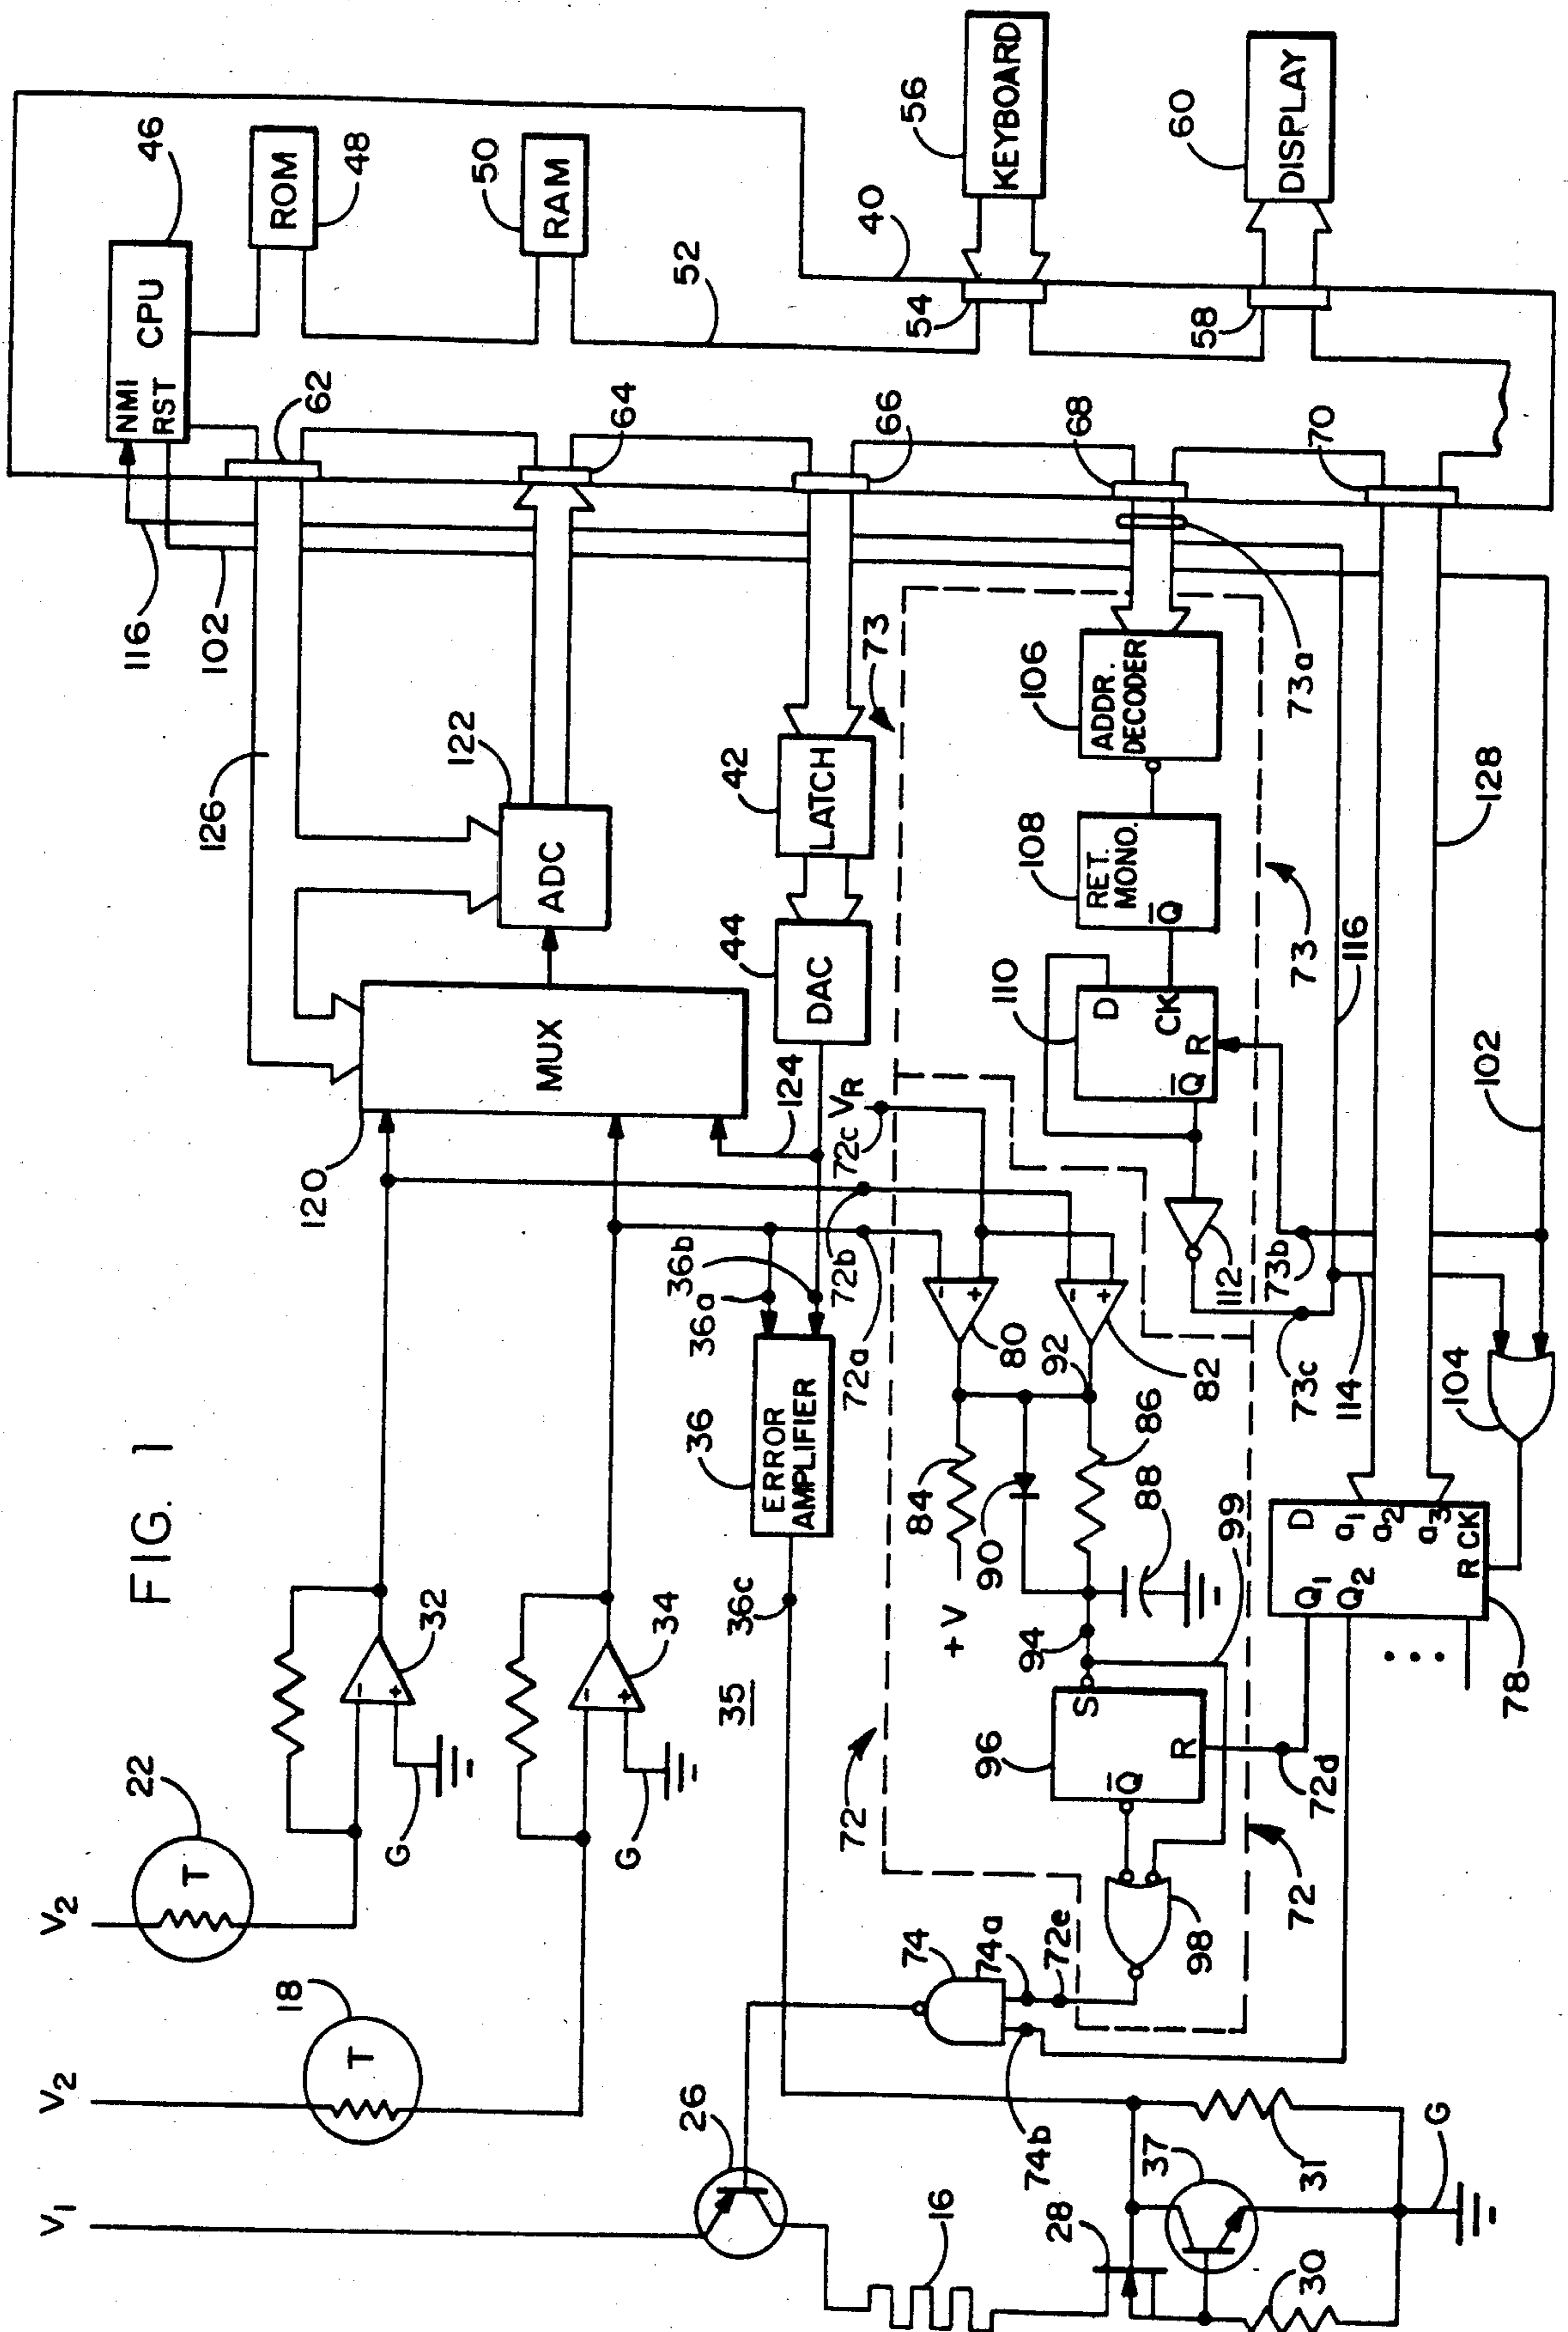 FIG. 1
V1
V2
V2
18
T
22
T
G
32
-
+
G
34
-
+
120
MUX
126
122
ADC
116
102
NMI
RST
CPU
46
62
ROM
48
64
50
RAM
52
35
36c
36
ERROR
AMPLIFIER
36a
36b
72a
72b
72c
VR
124
44
DAC
42
LATCH
73
66
40
54
56
KEYBOARD
26
16
28
37
30
31
G
74
74a
74b
72e
72
98
96
Q̄
S
R
72d
99
94
+V
84
90
86
88
92
80
-
+
82
-
+
112
110
D
CK
R
Q̄
108
RET.
MONO.
Q̄
106
ADDR.
DECODER
73a
68
58
60
DISPLAY
72
78
Q1
Q2
D
a1
a2
a3
R
CK
104
114
73c
73b
73
116
102
128
70